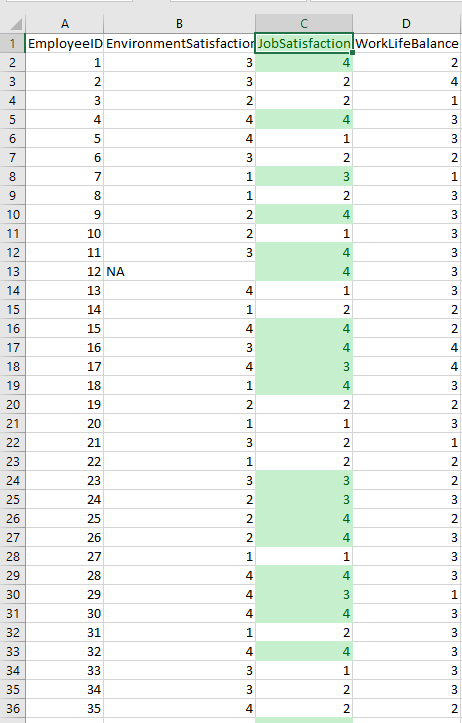 A B C D
1 EmployeeID EnvironmentSatisfaction JobSatisfaction WorkLifeBalance
2 1 3 4 2
3 2 3 2 4
4 3 2 2 1
5 4 4 4 3
6 5 4 1 3
7 6 3 2 2
8 7 1 3 1
9 8 1 2 3
10 9 2 4 3
11 10 2 1 3
12 11 3 4 3
13 12 NA 4 3
14 13 4 1 3
15 14 1 2 2
16 15 4 4 2
17 16 3 4 4
18 17 4 3 4
19 18 1 4 3
20 19 2 2 2
21 20 1 1 3
22 21 3 2 1
23 22 1 2 2
24 23 3 3 2
25 24 2 3 3
26 25 2 4 2
27 26 2 4 3
28 27 1 1 3
29 28 4 4 3
30 29 4 3 1
31 30 4 4 3
32 31 1 2 3
33 32 4 4 3
34 33 3 1 3
35 34 3 2 3
36 35 4 2 2